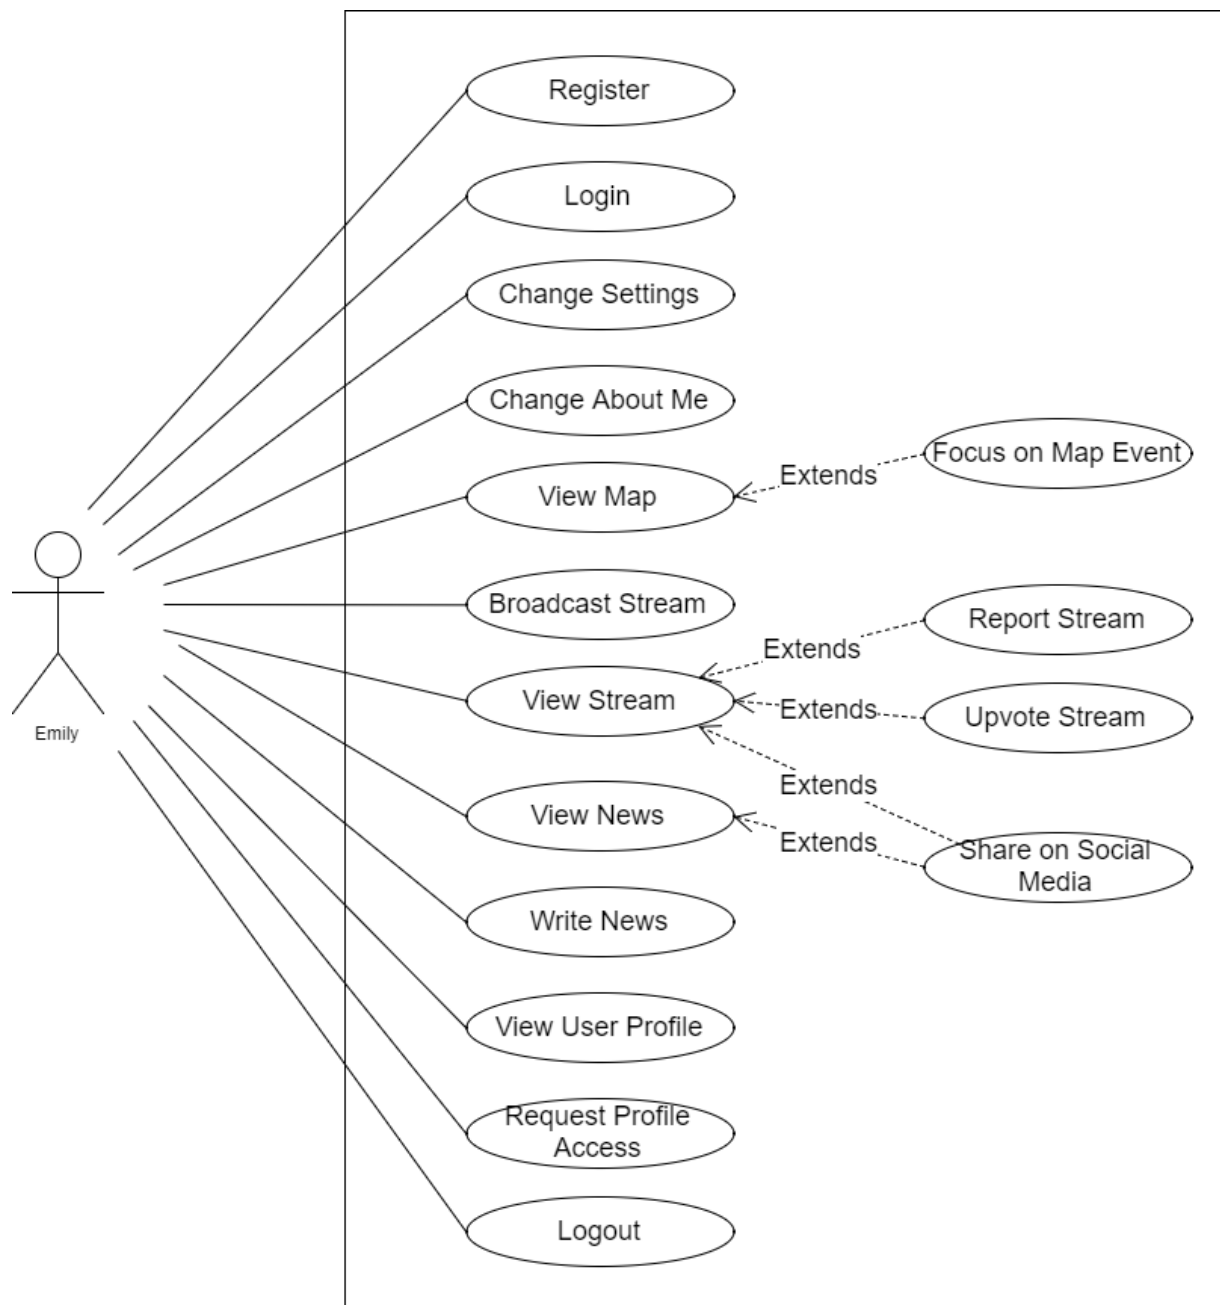 Register
Login
Change Settings
Change About Me
Focus on Map Event
Extends
View Map
Broadcast Stream
Report Stream
Extends
View Stream
Extends
Upvote Stream
Emily
Extends
View News
Extends
Share on Social
Media
Write News
View User Profile
Request Profile
Access
Logout